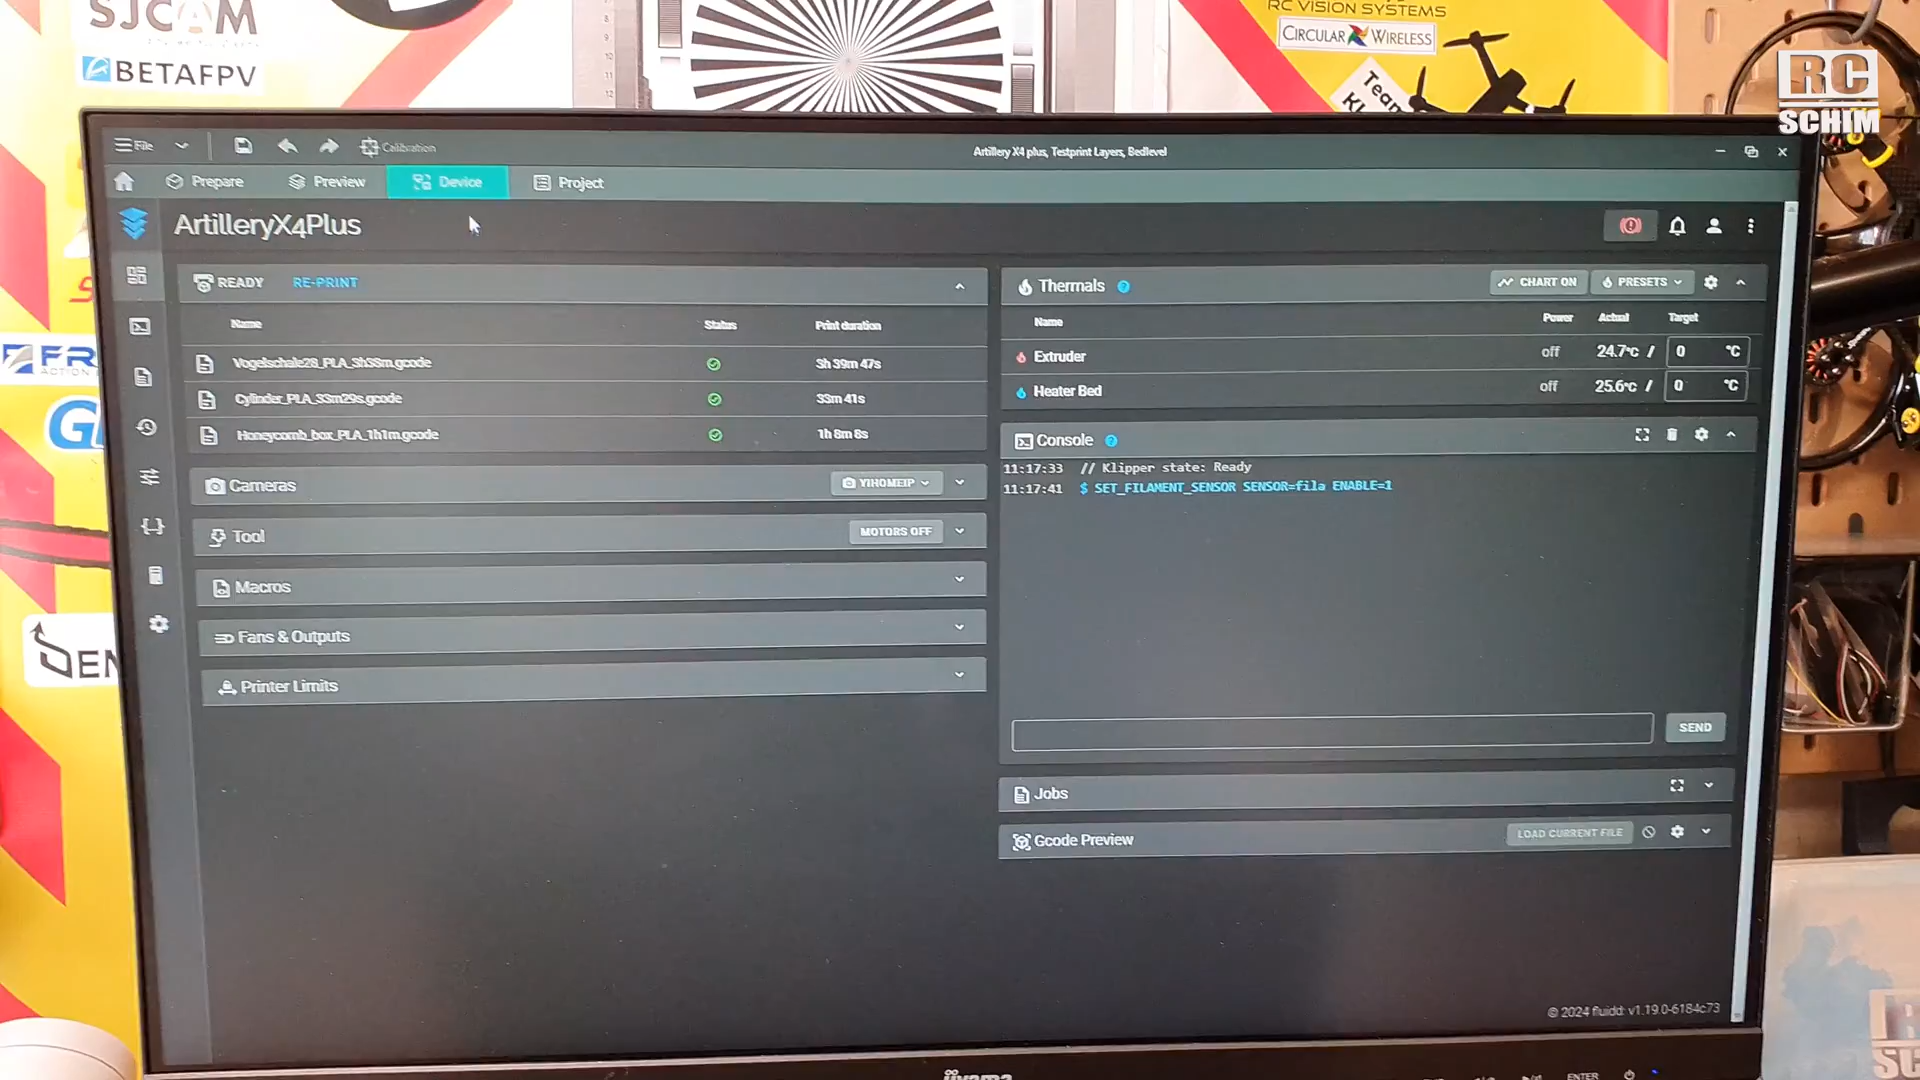 SJCAM
BETAFPV
RC VISION SYSTEMS
CIRCULAR WIRELESS
Team
RC
SCHIM
File
Calibration
Artillery X4 plus, Testprint Layers, Bedlevel
Prepare
Preview
Device
Project
ArtilleryX4Plus
READY
RE-PRINT
Name
Status
Print duration
Vogelschale28_PLA_3h38m.gcode
3h 39m 47s
Cylinder_PLA_33m29s.gcode
33m 41s
Honeycomb_box_PLA_1h1m.gcode
1h 8m 8s
Cameras
YIHOMEIP
Tool
MOTORS OFF
Macros
Fans & Outputs
Printer Limits
Thermals
CHART ON
PRESETS
Name
Power
Actual
Target
Extruder
off
24.7°C /
0
°C
Heater Bed
off
25.6°C /
0
°C
Console
11:17:33 // Klipper state: Ready
11:17:41 $ SET_FILAMENT_SENSOR SENSOR=fila ENABLE=1
SEND
Jobs
Gcode Preview
LOAD CURRENT FILE
© 2024 fluidd: v1.19.0-6184c73
iiyama
ENTER